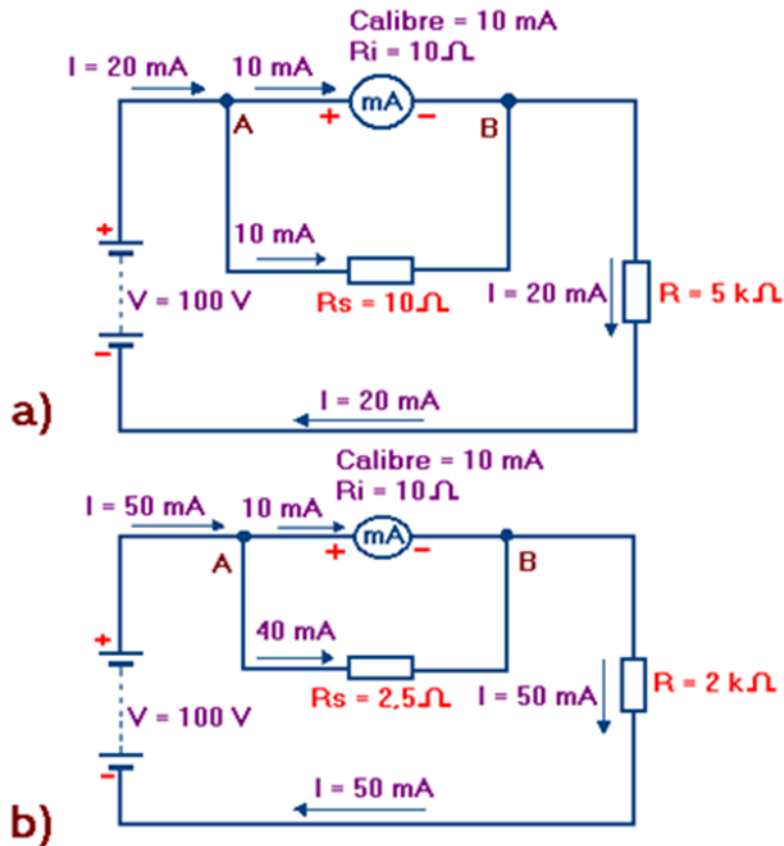 Calibre = 10 mA
Ri = 10Ω
I = 20 mA
10 mA
mA
+
−
A
B
10 mA
+
V = 100 V
Rs = 10Ω
I = 20 mA
R = 5 kΩ
−
I = 20 mA
a)
Calibre = 10 mA
Ri = 10Ω
I = 50 mA
10 mA
mA
+
−
A
B
40 mA
+
Rs = 2,5Ω
I = 50 mA
R = 2 kΩ
V = 100 V
−
I = 50 mA
b)